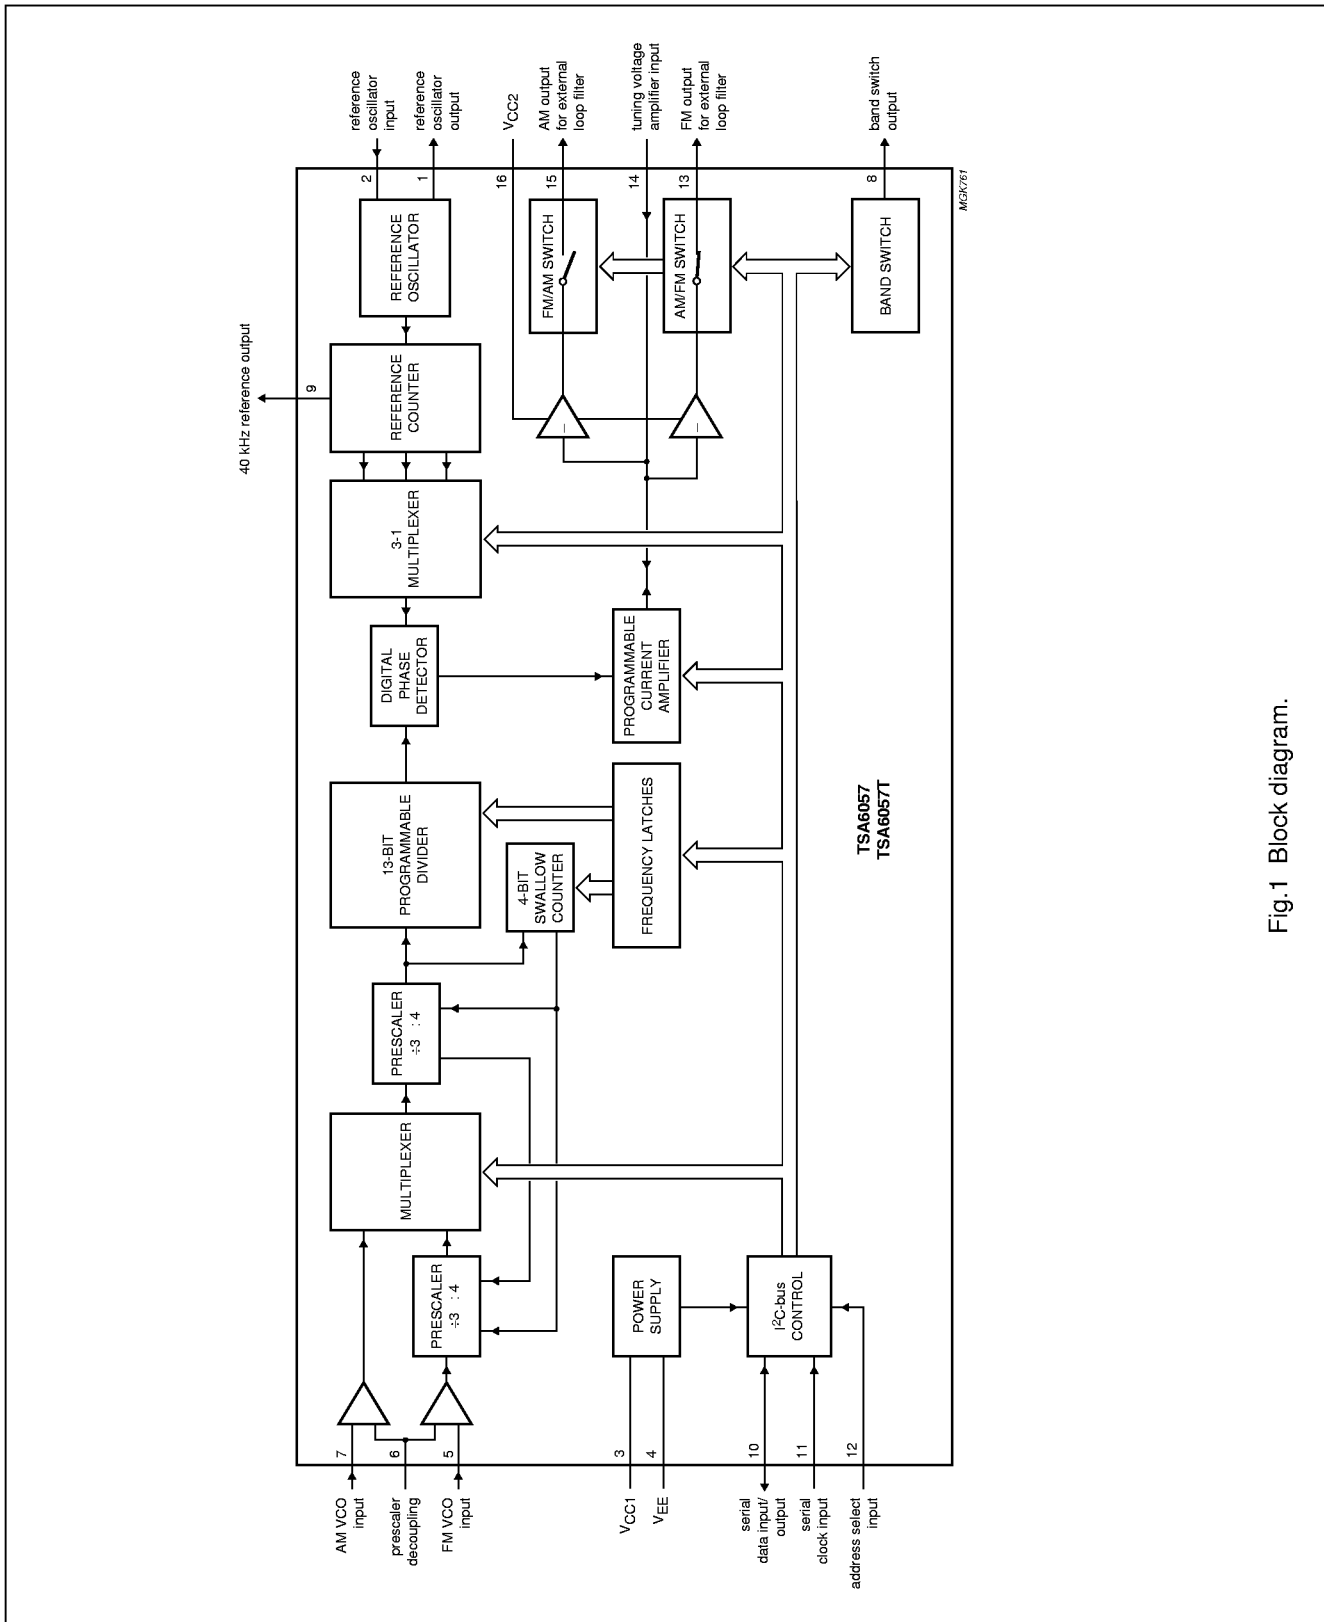 reference
oscillator
input
reference
oscillator
output
VCC2
AM output
for external
loop filter
tuning voltage
amplifier input
FM output
for external
loop filter
band switch
output
2
1
16
15
14
13
8
MGK761
REFERENCE
OSCILLATOR
FM/AM SWITCH
AM/FM SWITCH
BAND SWITCH
40 kHz reference output
9
REFERENCE
COUNTER
–
–
3-1
MULTIPLEXER
DIGITAL
PHASE
DETECTOR
PROGRAMMABLE
CURRENT
AMPLIFIER
13-BIT
PROGRAMMABLE
DIVIDER
4-BIT
SWALLOW
COUNTER
FREQUENCY LATCHES
TSA6057
TSA6057T
PRESCALER
÷3 : 4
MULTIPLEXER
PRESCALER
÷3 : 4
POWER
SUPPLY
I²C-bus
CONTROL
7
6
5
3
4
10
11
12
AM VCO
input
prescaler
decoupling
FM VCO
input
VCC1
VEE
serial
data input/
output
serial
clock input
address select
input
Fig.1 Block diagram.